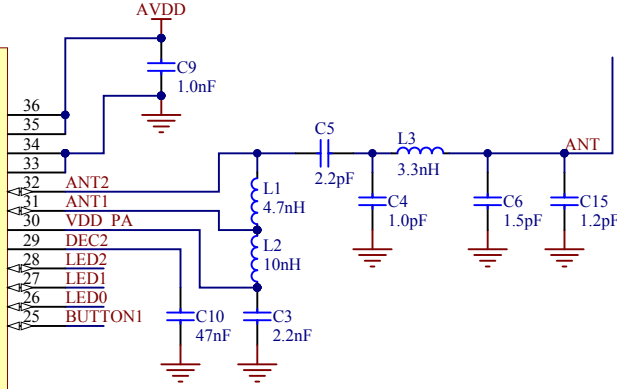 AVDD
C9
1.0nF
36
35
34
33
32 ANT2
31 ANT1
30 VDD_PA
29 DEC2
28 LED2
27 LED1
26 LED0
25 BUTTON1
C5
2.2pF
L3
3.3nH
ANT
L1
4.7nH
C4
1.0pF
C6
1.5pF
C15
1.2pF
L2
10nH
C10
47nF
C3
2.2nF